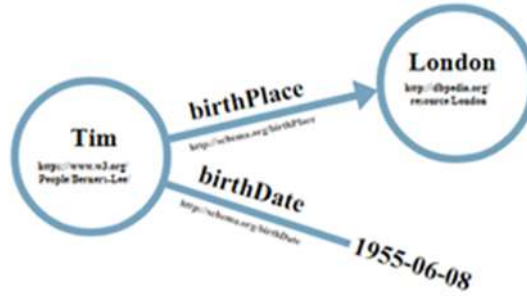 London
http://dbpedia.org/
resource/London
birthPlace
http://schema.org/birthPlace
Tim
http://www.w3.org/
People/Berners-Lee/
birthDate
http://schema.org/birthDate
1955-06-08